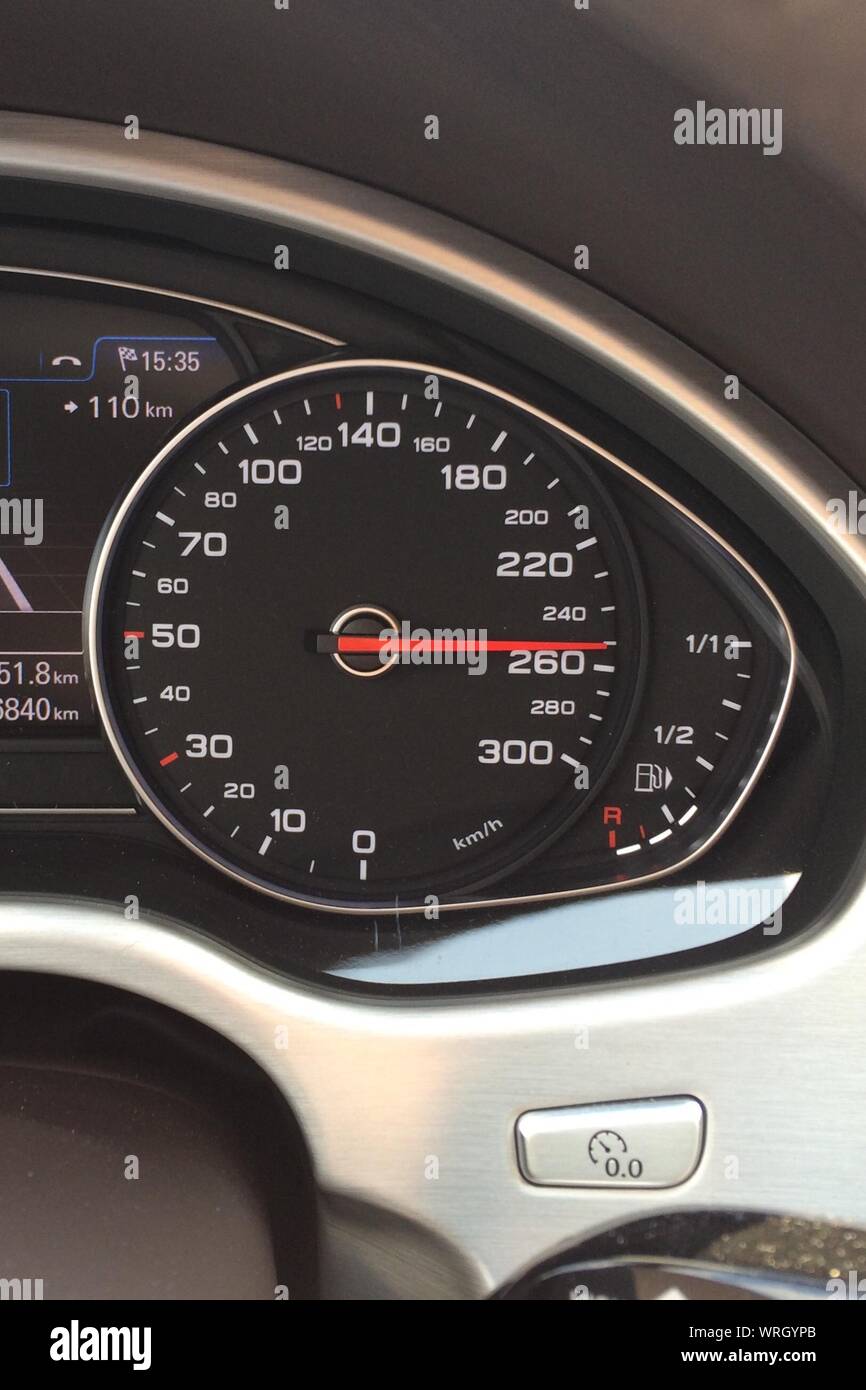 15:35
110 km
120 140 160
100 180
80 200
70 220
60 240
50 260
1/1
51.8 km
40 280
6840 km
30 300
1/2
20
R
10 0
km/h
0.0
a alamy
alamy
Image ID: WRGYPB
www.alamy.com